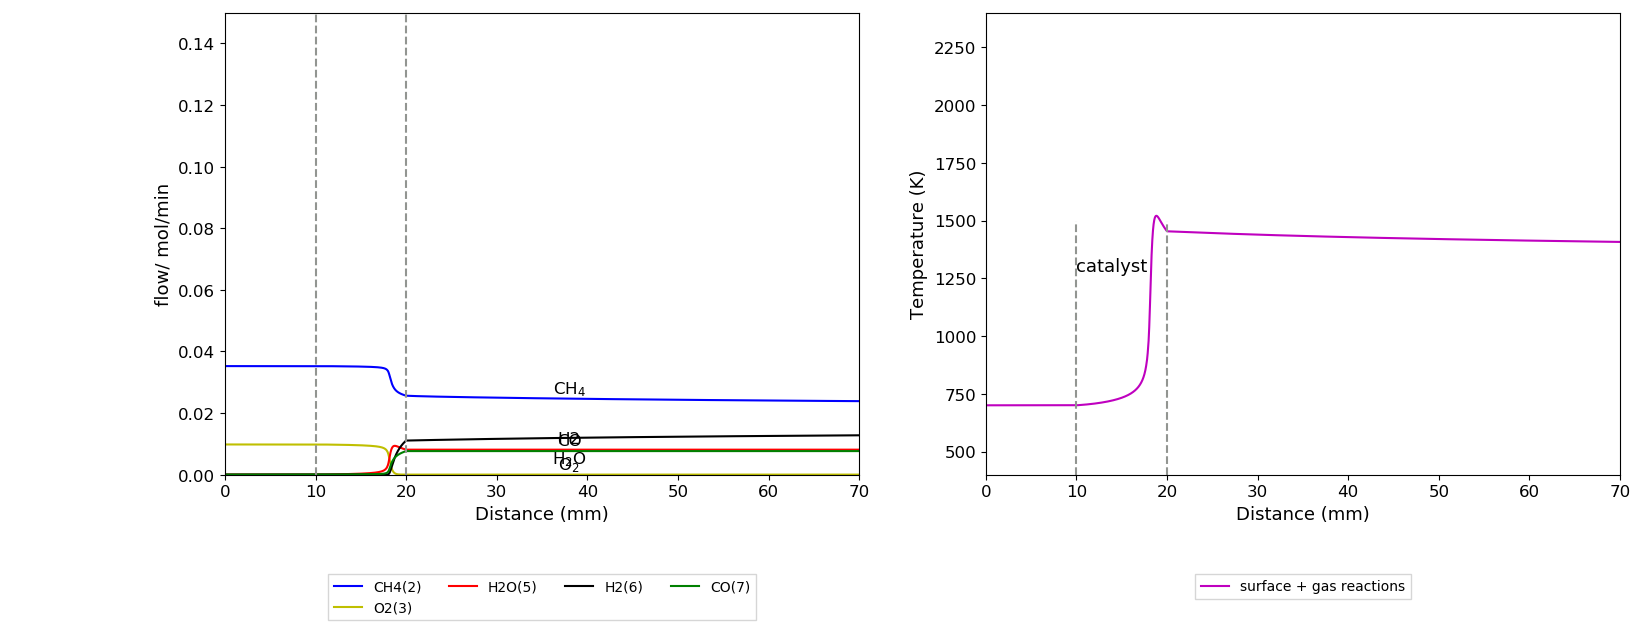 0.14
0.12
0.10
0.08
0.06
0.04
0.02
0.00
flow/ mol/min
CH₄
H2
CO
H₂O
O₂
0 10 20 30 40 50 60 70
Distance (mm)
CH4(2) H2O(5) H2(6) CO(7)
O2(3)
2250
2000
1750
1500
1250
1000
750
500
Temperature (K)
catalyst
0 10 20 30 40 50 60 70
Distance (mm)
surface + gas reactions